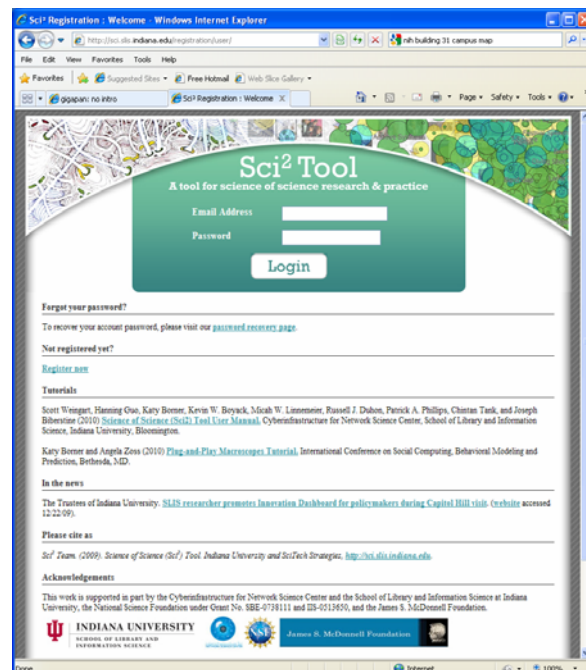 Sci² Registration : Welcome - Windows Internet Explorer
http://sci.slis.indiana.edu/registration/user/
nih building 31 campus map
File Edit View Favorites Tools Help
Favorites Suggested Sites Free Hotmail Web Slice Gallery
gigapan: no intro Sci² Registration : Welcome X Page Safety Tools
Sci² Tool
A tool for science of science research & practice
Email Address
Password
Login
Forgot your password?
To recover your account password, please visit our password recovery page.
Not registered yet?
Register now
Tutorials
Scott Weingart, Hanning Guo, Katy Borner, Kevin W. Boyack, Micah W. Linnemeier, Russell J. Duhon, Patrick A. Phillips, Chintan Tank, and Joseph
Biberstine (2010) Science of Science (Sci2) Tool User Manual. Cyberinfrastructure for Network Science Center, School of Library and Information
Science, Indiana University, Bloomington.
Katy Borner and Angela Zoss (2010) Plug-and-Play Macroscopes Tutorial, International Conference on Social Computing, Behavioral Modeling and
Prediction, Bethesda, MD.
In the news
The Trustees of Indiana University. SLIS researcher promotes Innovation Dashboard for policymakers during Capitol Hill visit. (website accessed
12/22/09).
Please cite as
Sci² Team. (2009). Science of Science (Sci²) Tool. Indiana University and SciTech Strategies, http://sci.slis.indiana.edu.
Acknowledgements
This work is supported in part by the Cyberinfrastructure for Network Science Center and the School of Library and Information Science at Indiana
University, the National Science Foundation under Grant No. SBE-0738111 and IIS-0513650, and the James S. McDonnell Foundation.
INDIANA UNIVERSITY
SCHOOL OF LIBRARY AND
INFORMATION SCIENCE
NSF
James S. McDonnell Foundation
Done Internet 100%